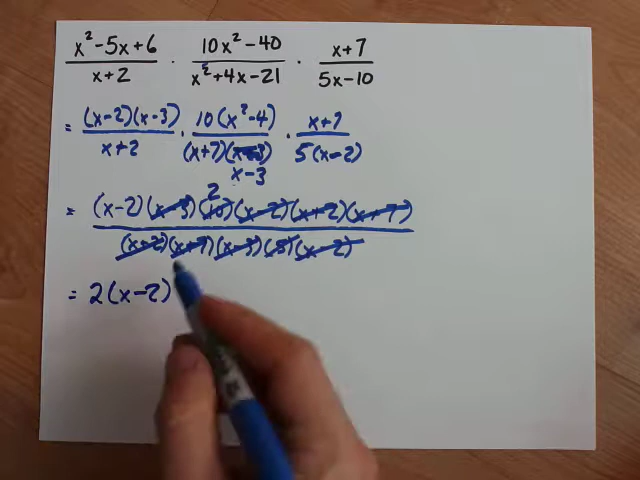 x²-5x+6/x+2 · 10x²-40/x²+4x-21 · x+7/5x-10
= (x-2)(x-3)/x+2 · 10(x²-4)/(x+7)(x-3) · x+7/5(x-2)
x-3
2
= (x-2)(x-3)(10)(x-2)(x+2)(x+7)/(x+2)(x+7)(x-3)(5)(x-2)
= 2(x-2)